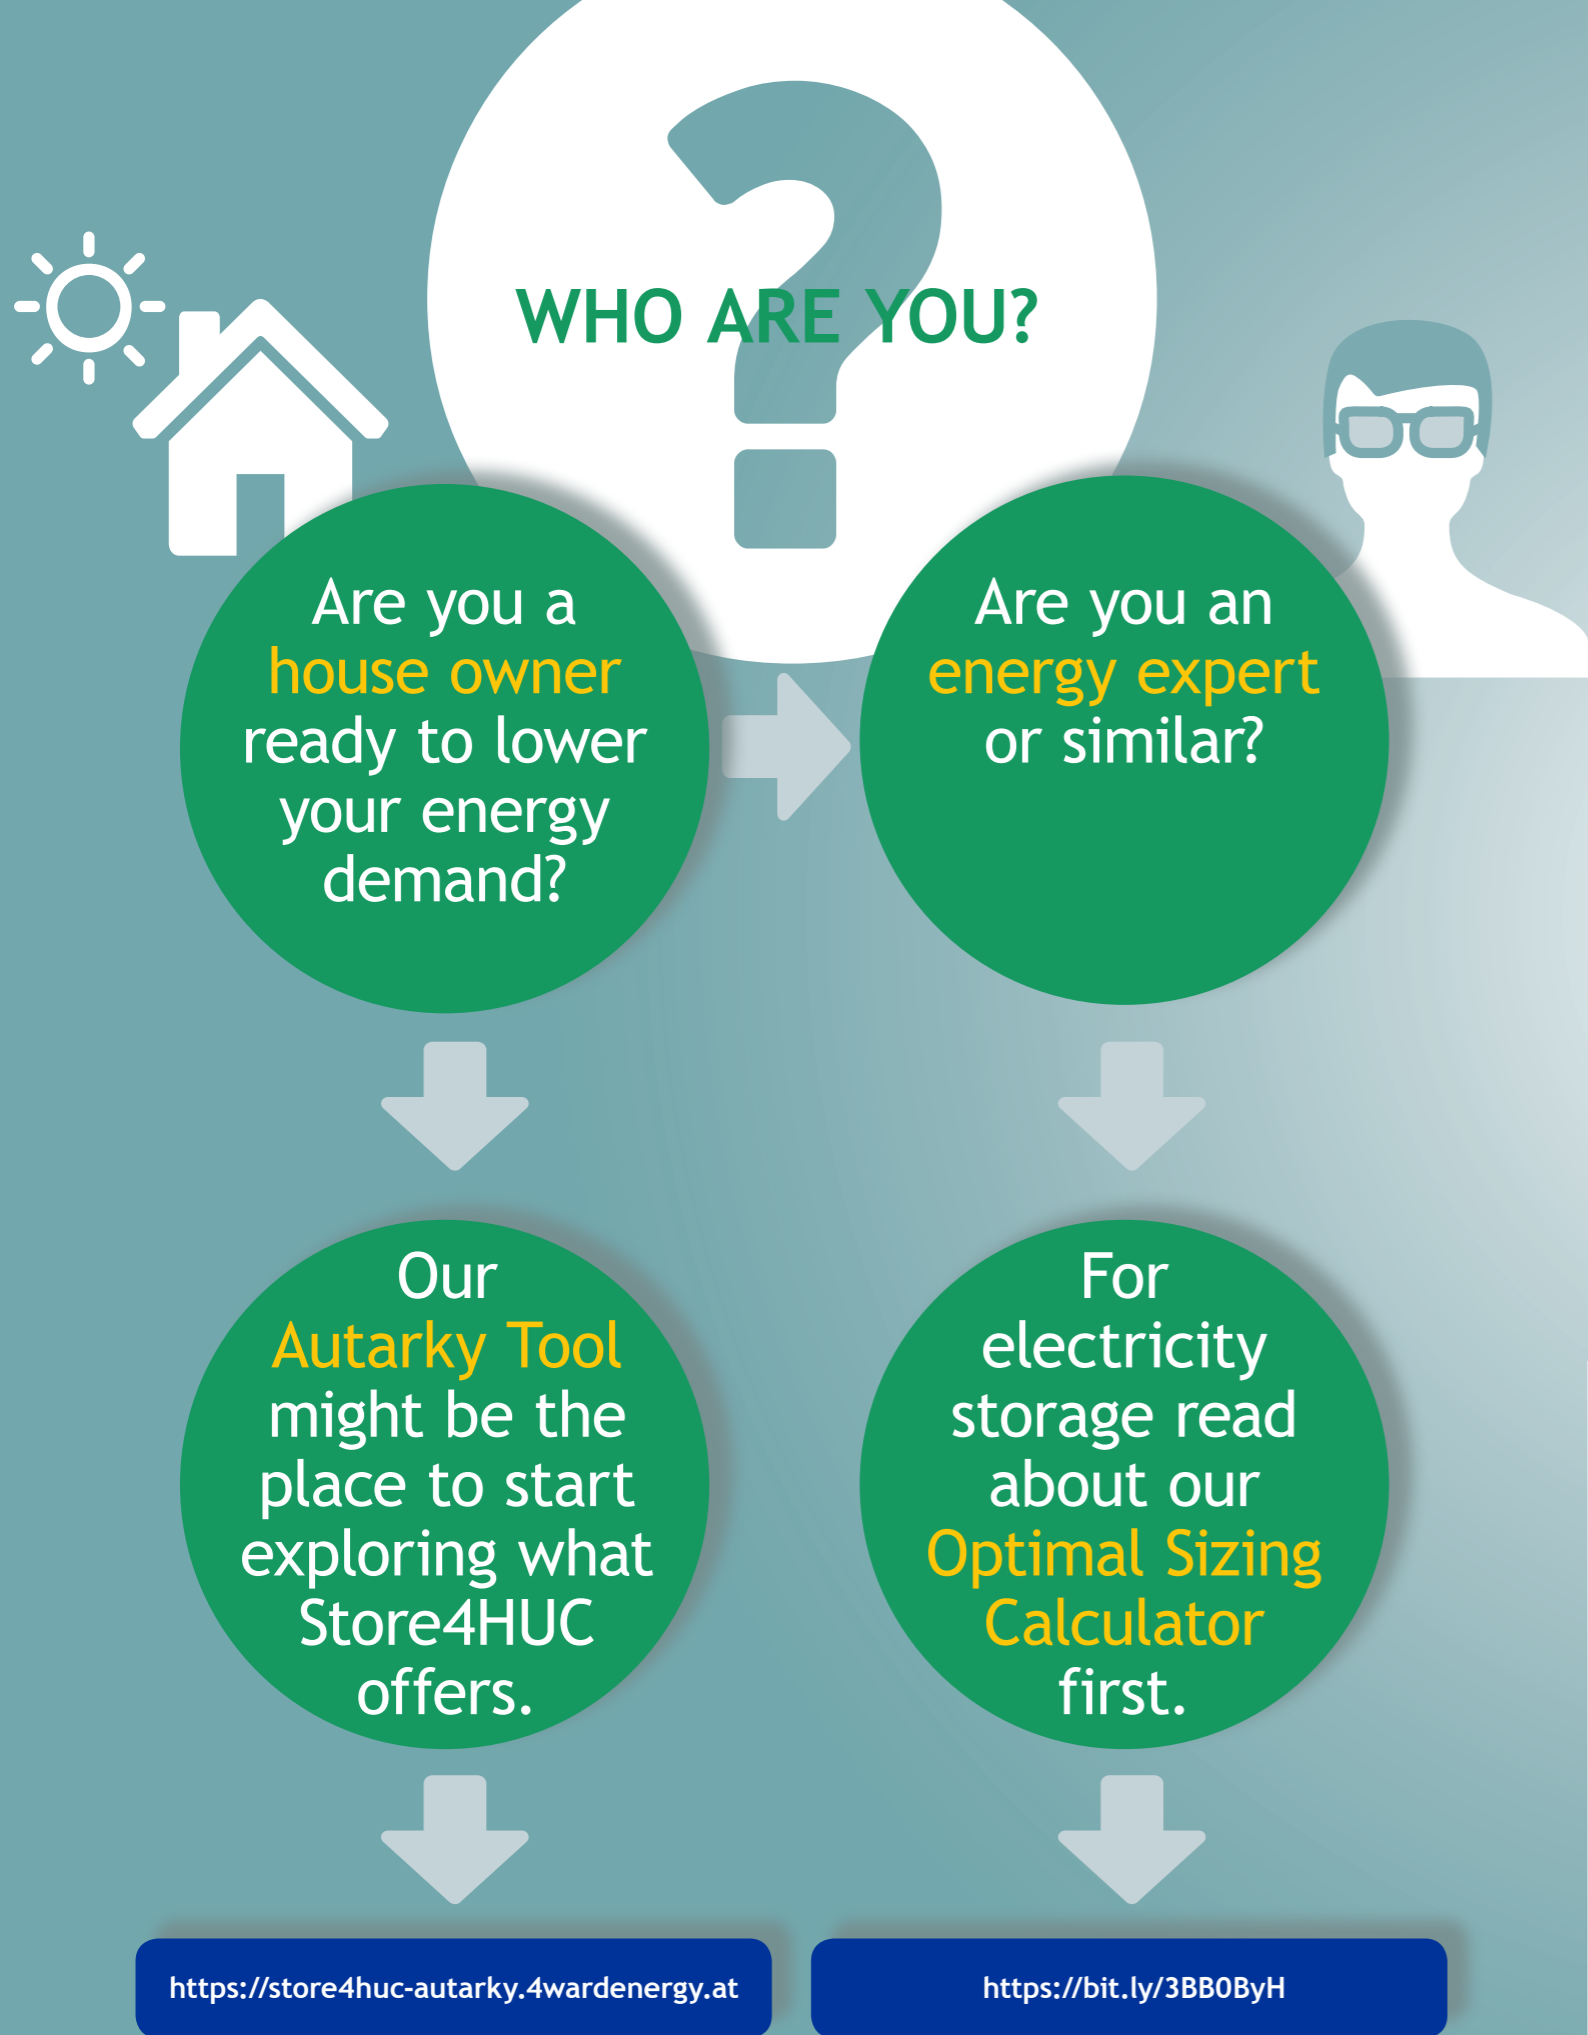 WHO ARE YOU?
Are you a
house owner
ready to lower
your energy
demand?
Are you an
energy expert
or similar?
Our
Autarky Tool
might be the
place to start
exploring what
Store4HUC
offers.
For
electricity
storage read
about our
Optimal Sizing
Calculator
first.
https://store4huc-autarky.4wardenergy.at
https://bit.ly/3BB0ByH